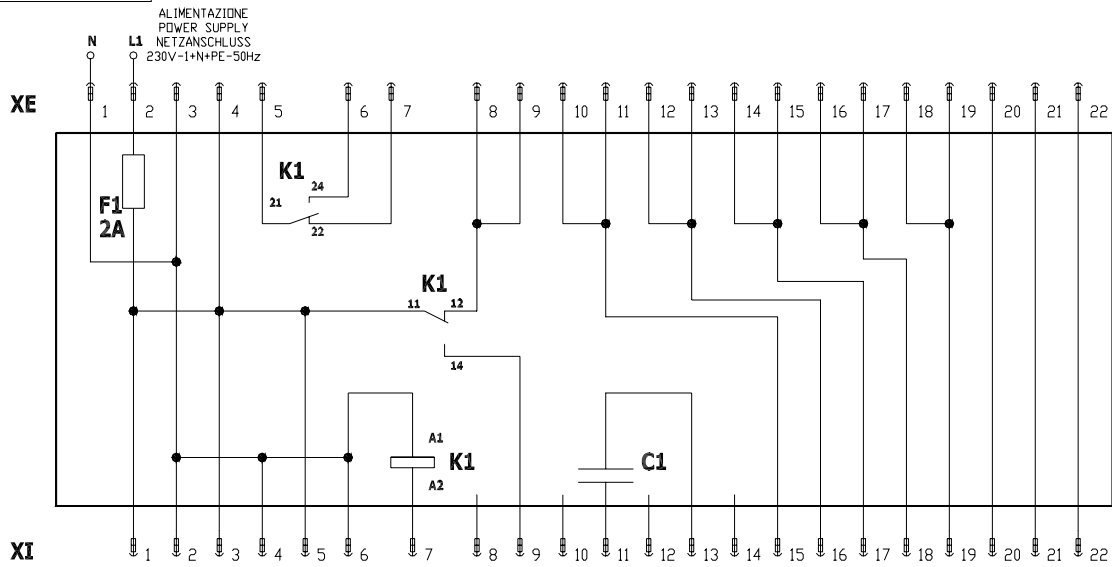 ALIMENTAZIONE
POWER SUPPLY
N L1 NETZANSCHLUSS
230V-1+N+PE-50Hz
XE 1 2 3 4 5 6 7 8 9 10 11 12 13 14 15 16 17 18 19 20 21 22
K1
24
21
F1
22
2A
K1
11 12
14
A1
K1 C1
A2
XI 1 2 3 4 5 6 7 8 9 10 11 12 13 14 15 16 17 18 19 20 21 22